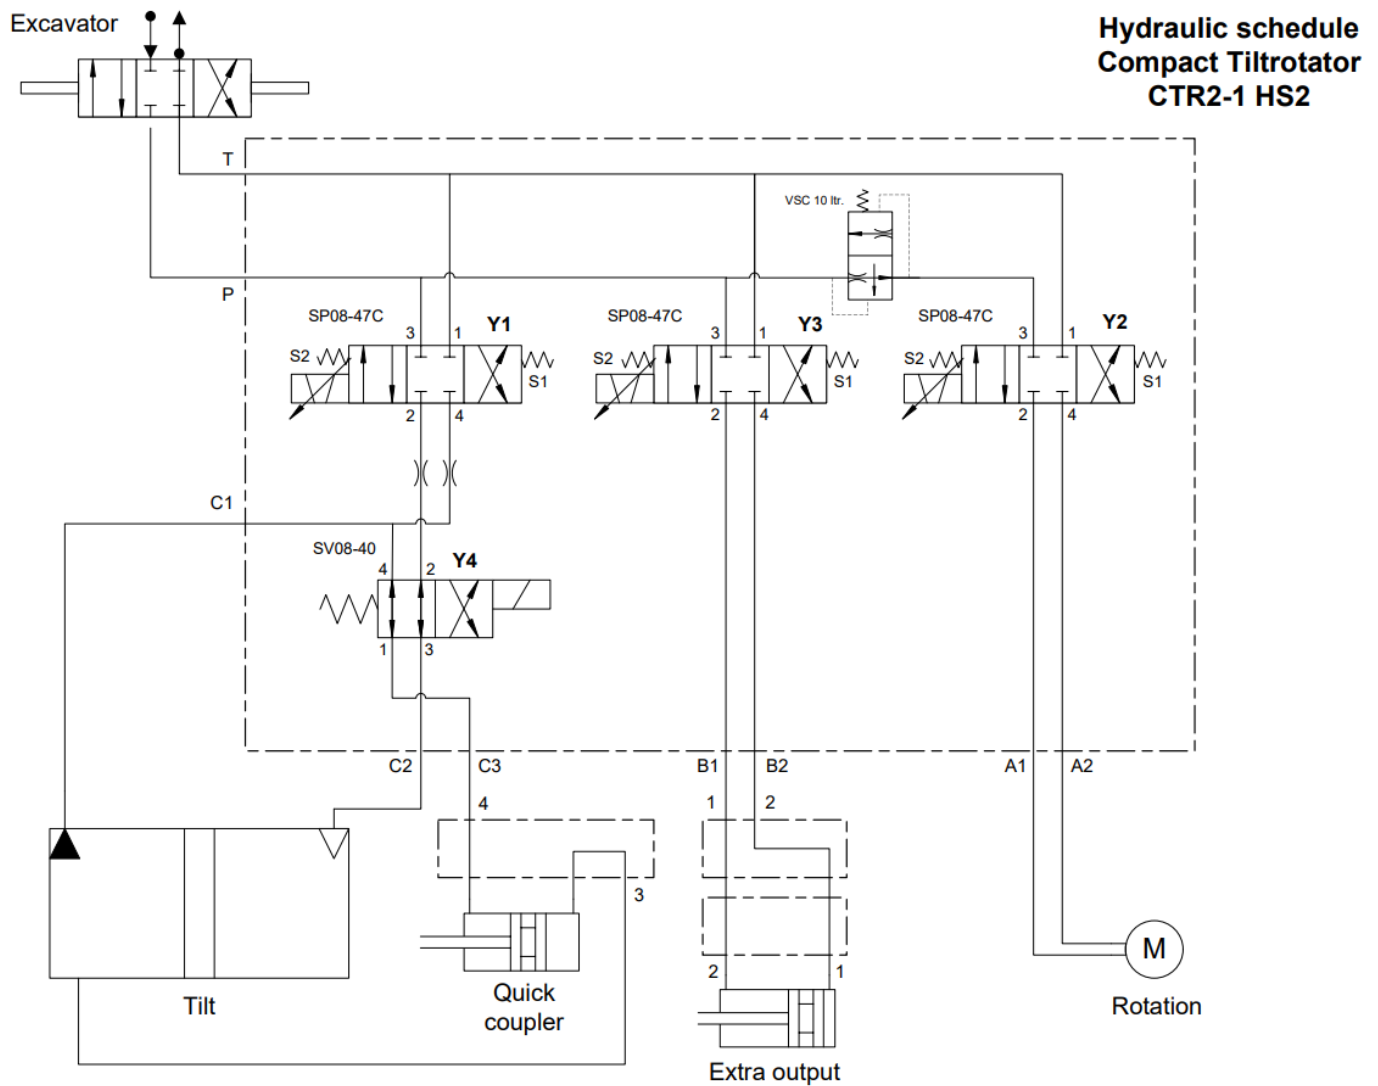 Excavator
Hydraulic schedule
Compact Tiltrotator
CTR2-1 HS2
T
VSC 10 ltr.
P
SP08-47C
3
1
Y1
SP08-47C
3
1
Y3
SP08-47C
3
1
Y2
S2
S1
S2
S1
S2
S1
2
4
2
4
2
4
C1
SV08-40
4
2
Y4
1
3
C2
C3
B1
B2
A1
A2
4
1
2
3
2
1
M
Tilt
Quick
coupler
Rotation
Extra output